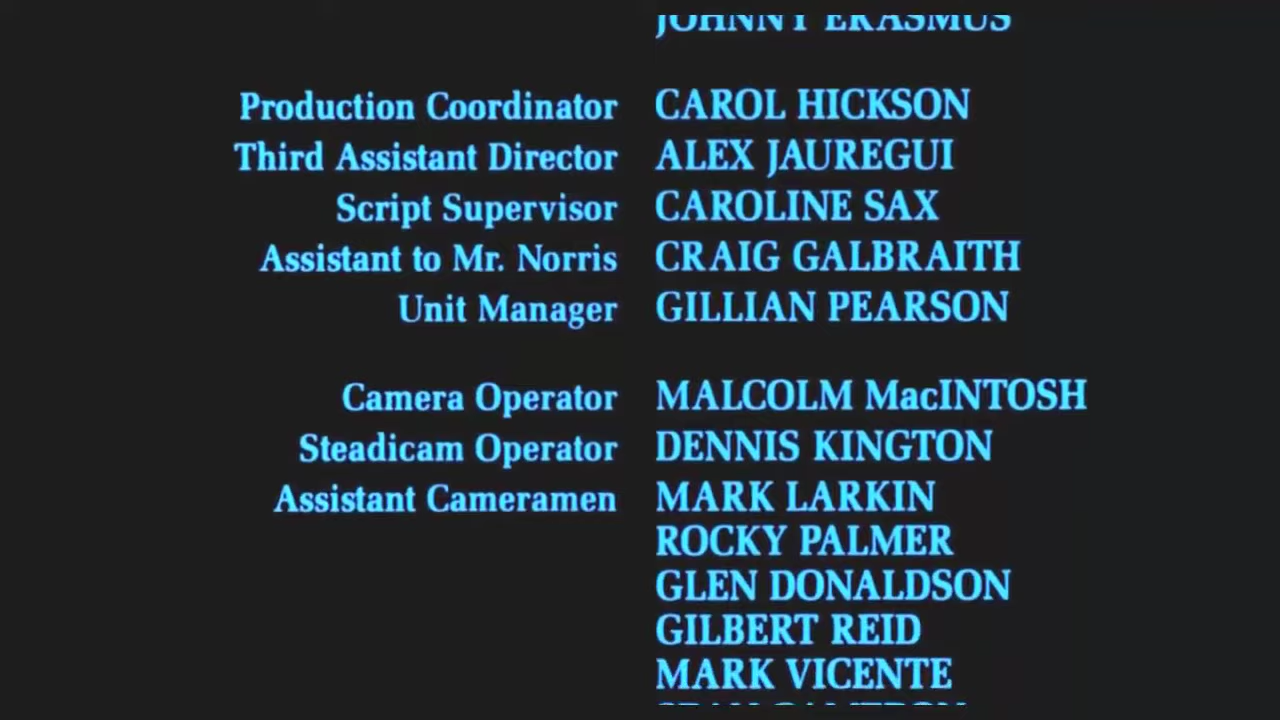 JOHNNY ERASMUS
Production Coordinator CAROL HICKSON
Third Assistant Director ALEX JAUREGUI
Script Supervisor CAROLINE SAX
Assistant to Mr. Norris CRAIG GALBRAITH
Unit Manager GILLIAN PEARSON
Camera Operator MALCOLM MacINTOSH
Steadicam Operator DENNIS KINGTON
Assistant Cameramen MARK LARKIN
ROCKY PALMER
GLEN DONALDSON
GILBERT REID
MARK VICENTE